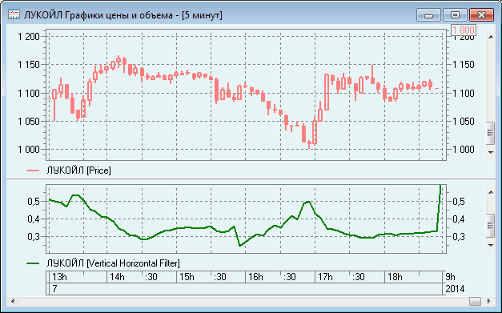 ЛУКОЙЛ Графики цены и объема - [5 минут]
1.800
1 200 1 200
1 150 1 150
1 100 1 100
1 050 1 050
1 000 1 000
ЛУКОЙЛ [Price]
0,5 0,5
0,4 0,4
0,3 0,3
ЛУКОЙЛ [Vertical Horizontal Filter]
13h :30 14h :30 15h :30 16h :30 17h :30 18h 9h
7 2014